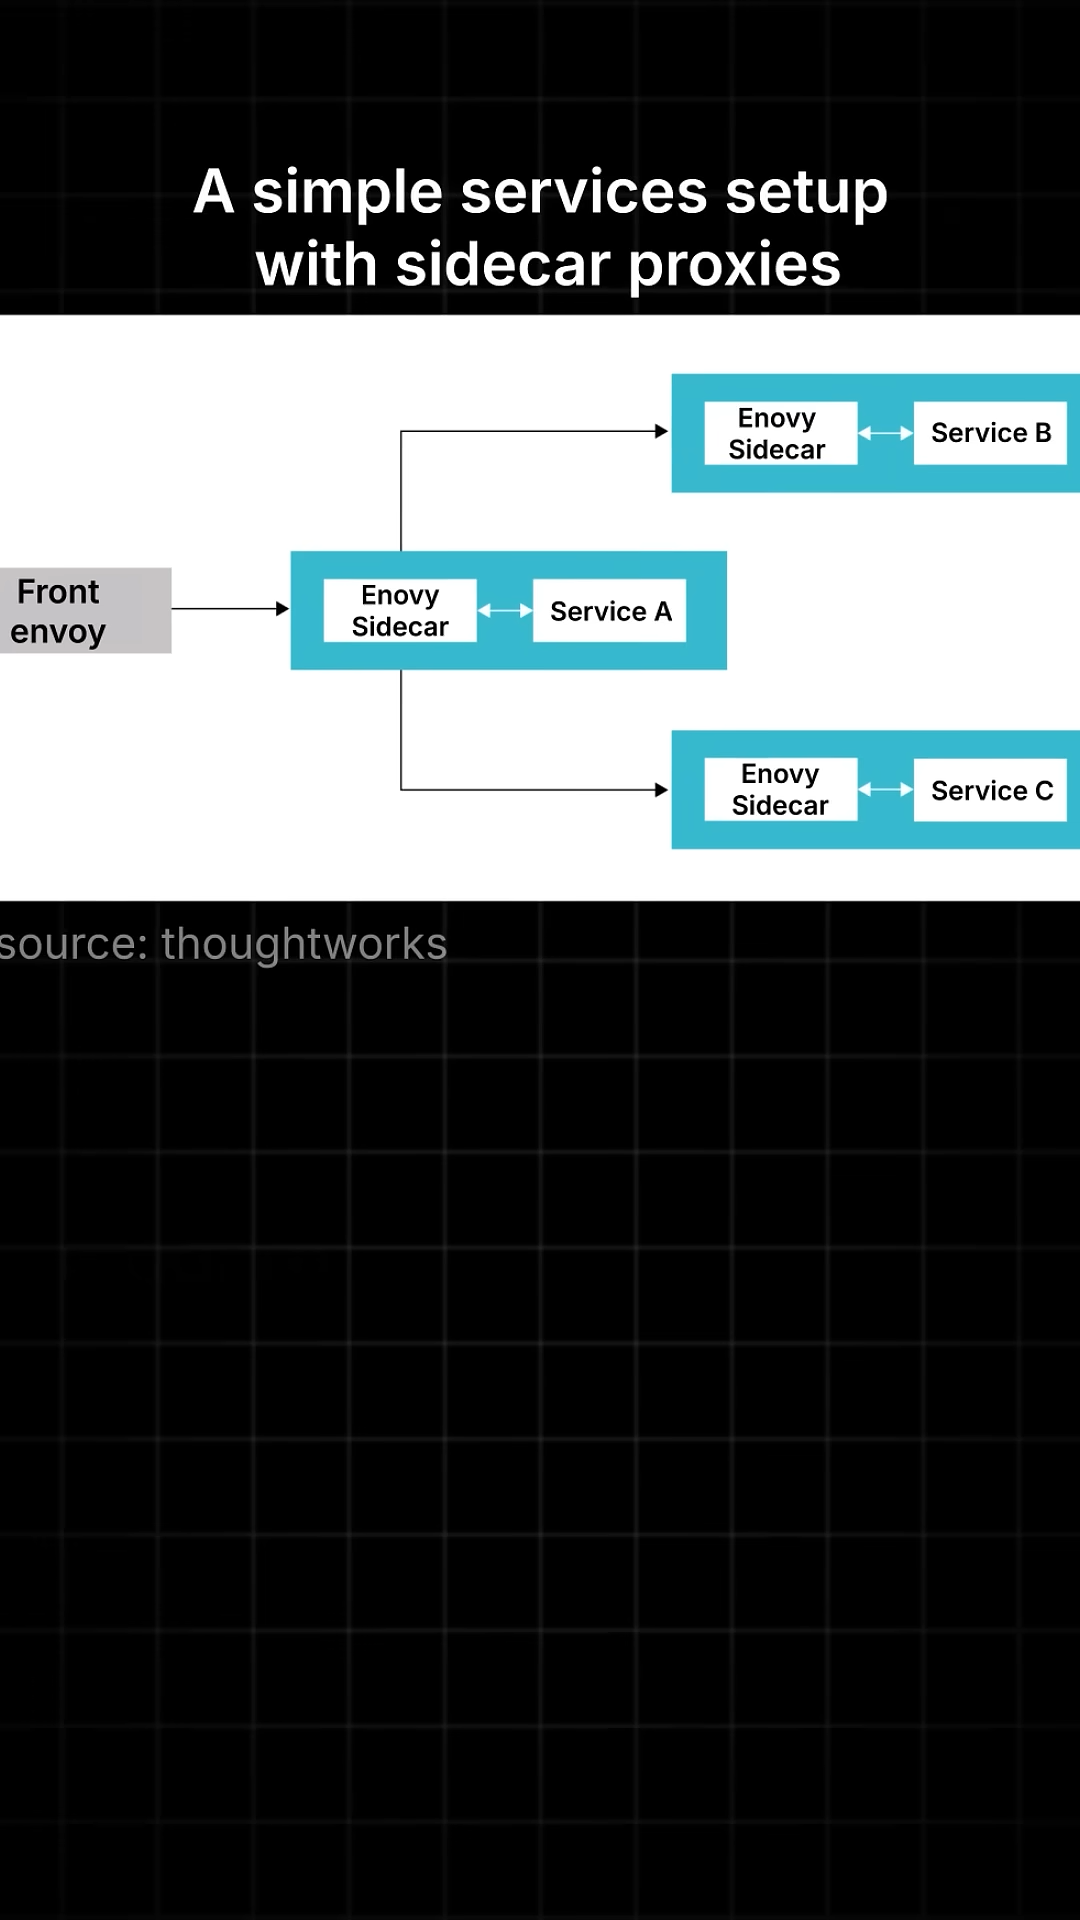 A simple services setup
with sidecar proxies
Enovy
Sidecar
Service B
Front
envoy
Enovy
Sidecar
Service A
Enovy
Sidecar
Service C
source: thoughtworks